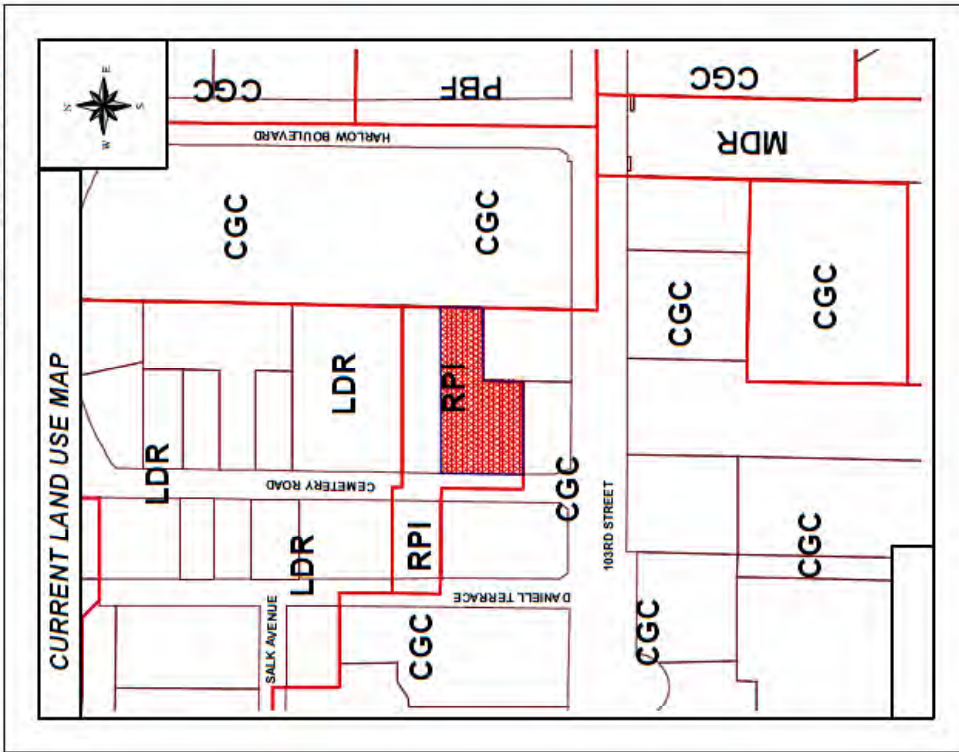 CURRENT LAND USE MAP
N
W
E
S
LDR
CGC
CGC
SALK AVENUE
LDR
CEMETERY ROAD
LDR
HARLOW BOULEVARD
CGC
RPI
RPI
CGC
PBF
DANIELL TERRACE
CGC
103RD STREET
CGC
CGC
MDR
CGC
CGC
CGC